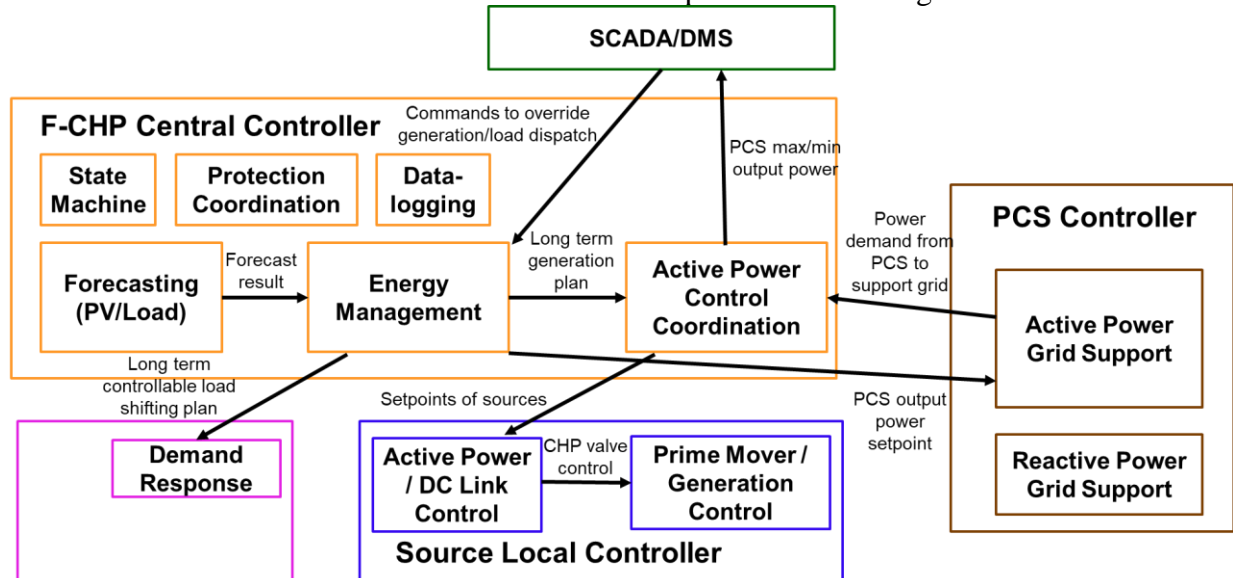 SCADA/DMS
F-CHP Central Controller
Commands to override
generation/load dispatch
PCS max/min
output power
State
Machine
Protection
Coordination
Data-
logging
PCS Controller
Power
demand from
PCS to
support grid
Forecasting
(PV/Load)
Forecast
result
Energy
Management
Long term
generation
plan
Active Power
Control
Coordination
Active Power
Grid Support
Long term
controllable load
shifting plan
Setpoints of sources
PCS output
power
setpoint
Demand
Response
Active Power
/ DC Link
Control
CHP valve
control
Prime Mover /
Generation
Control
Reactive Power
Grid Support
Source Local Controller